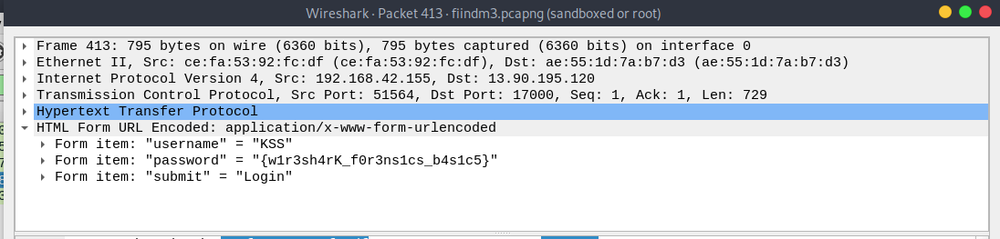 Wireshark · Packet 413 · fiindm3.pcapng (sandboxed or root)
Frame 413: 795 bytes on wire (6360 bits), 795 bytes captured (6360 bits) on interface 0
Ethernet II, Src: ce:fa:53:92:fc:df (ce:fa:53:92:fc:df), Dst: ae:55:1d:7a:b7:d3 (ae:55:1d:7a:b7:d3)
Internet Protocol Version 4, Src: 192.168.42.155, Dst: 13.90.195.120
Transmission Control Protocol, Src Port: 51564, Dst Port: 17000, Seq: 1, Ack: 1, Len: 729
Hypertext Transfer Protocol
HTML Form URL Encoded: application/x-www-form-urlencoded
Form item: "username" = "KSS"
Form item: "password" = "{w1r3sh4rK_f0r3ns1cs_b4s1c5}"
Form item: "submit" = "Login"